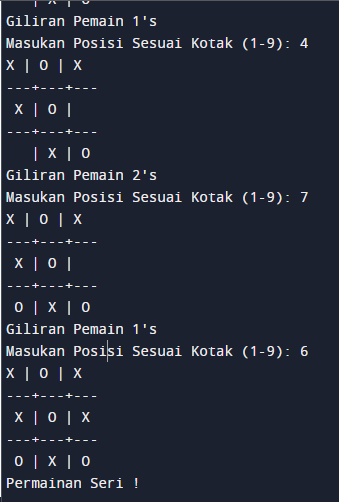 | X | O
Giliran Pemain 1's
Masukan Posisi Sesuai Kotak (1-9): 4
X | O | X
---+---+---
 X | O |
---+---+---
   | X | O
Giliran Pemain 2's
Masukan Posisi Sesuai Kotak (1-9): 7
X | O | X
---+---+---
 X | O |
---+---+---
 O | X | O
Giliran Pemain 1's
Masukan Posisi Sesuai Kotak (1-9): 6
X | O | X
---+---+---
 X | O | X
---+---+---
 O | X | O
Permainan Seri !